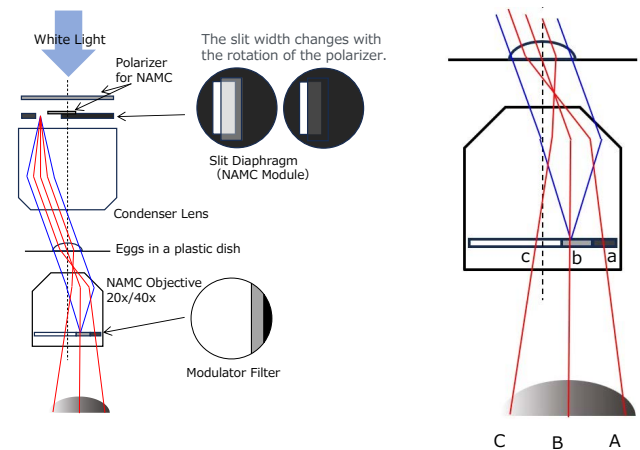 White Light
The slit width changes with
the rotation of the polarizer.
Polarizer
for NAMC
Slit Diaphragm
(NAMC Module)
Condenser Lens
Eggs in a plastic dish
NAMC Objective
20x/40x
Modulator Filter
c b a
C B A